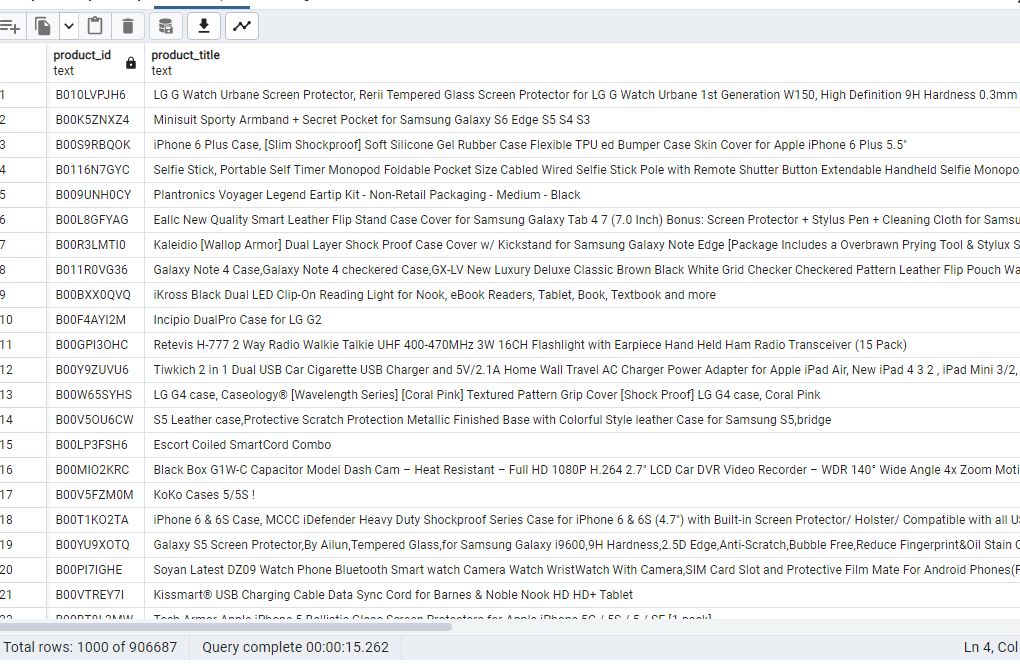 product_id product_title
text text
1 B010LVPJH6 LG G Watch Urbane Screen Protector, Rerii Tempered Glass Screen Protector for LG G Watch Urbane 1st Generation W150, High Definition 9H Hardness 0.3mm
2 B00K5ZNXZ4 Minisuit Sporty Armband + Secret Pocket for Samsung Galaxy S6 Edge S5 S4 S3
3 B00S9RBQOK iPhone 6 Plus Case, [Slim Shockproof] Soft Silicone Gel Rubber Case Flexible TPU ed Bumper Case Skin Cover for Apple iPhone 6 Plus 5.5"
4 B0116N7GYC Selfie Stick, Portable Self Timer Monopod Foldable Pocket Size Cabled Wired Selfie Stick Pole with Remote Shutter Button Extendable Handheld Selfie Monopo
5 B009UNH0CY Plantronics Voyager Legend Eartip Kit - Non-Retail Packaging - Medium - Black
6 B00L8GFYAG Eallc New Quality Smart Leather Flip Stand Case Cover for Samsung Galaxy Tab 4 7 (7.0 Inch) Bonus: Screen Protector + Stylus Pen + Cleaning Cloth for Samsu
7 B00R3LMTI0 Kaleidio [Wallop Armor] Dual Layer Shock Proof Case Cover w/ Kickstand for Samsung Galaxy Note Edge [Package Includes a Overbrawn Prying Tool & Stylux S
8 B011R0VG36 Galaxy Note 4 Case,Galaxy Note 4 checkered Case,GX-LV New Luxury Deluxe Classic Brown Black White Grid Checker Checkered Pattern Leather Flip Pouch Wa
9 B00BXX0QVQ iKross Black Dual LED Clip-On Reading Light for Nook, eBook Readers, Tablet, Book, Textbook and more
10 B00F4AYI2M Incipio DualPro Case for LG G2
11 B00GPI3OHC Retevis H-777 2 Way Radio Walkie Talkie UHF 400-470MHz 3W 16CH Flashlight with Earpiece Hand Held Ham Radio Transceiver (15 Pack)
12 B00Y9ZUVU6 Tiwkich 2 in 1 Dual USB Car Cigarette USB Charger and 5V/2.1A Home Wall Travel AC Charger Power Adapter for Apple iPad Air, New iPad 4 3 2 , iPad Mini 3/2,
13 B00W65SYHS LG G4 case, Caseology® [Wavelength Series] [Coral Pink] Textured Pattern Grip Cover [Shock Proof] LG G4 case, Coral Pink
14 B00V5OU6CW S5 Leather case,Protective Scratch Protection Metallic Finished Base with Colorful Style leather Case for Samsung S5,bridge
15 B00LP3FSH6 Escort Coiled SmartCord Combo
16 B00MIO2KRC Black Box G1W-C Capacitor Model Dash Cam – Heat Resistant – Full HD 1080P H.264 2.7" LCD Car DVR Video Recorder – WDR 140° Wide Angle 4x Zoom Moti
17 B00V5FZM0M KoKo Cases 5/5S !
18 B00T1KO2TA iPhone 6 & 6S Case, MCCC iDefender Heavy Duty Shockproof Series Case for iPhone 6 & 6S (4.7") with Built-in Screen Protector/ Holster/ Compatible with all US
19 B00YU9XOTQ Galaxy S5 Screen Protector,By Ailun,Tempered Glass,for Samsung Galaxy i9600,9H Hardness,2.5D Edge,Anti-Scratch,Bubble Free,Reduce Fingerprint&Oil Stain C
20 B00PI7IGHE Soyan Latest DZ09 Watch Phone Bluetooth Smart watch Camera Watch WristWatch With Camera,SIM Card Slot and Protective Film Mate For Android Phones(F
21 B00VTREY7I Kissmart® USB Charging Cable Data Sync Cord for Barnes & Noble Nook HD HD+ Tablet
Tech Armor Apple iPhone 5 Ballistic Glass Screen Protectors for Apple iPhone 5C / 5S / 5 / SE [1-pack]
Total rows: 1000 of 906687 Query complete 00:00:15.262 Ln 4, Col